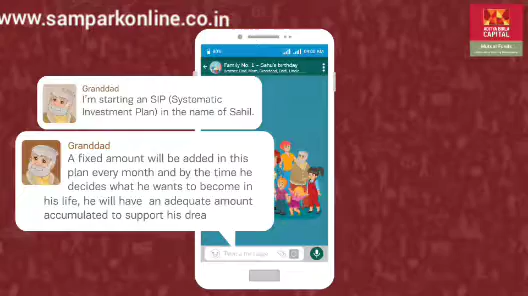 www.samparkonline.co.in
ADITYA BIRLA
CAPITAL
Mutual Funds
Family No. 1 – Sahil's birthday
Granddad
I'm starting an SIP (Systematic
Investment Plan) in the name of Sahil.
Granddad
A fixed amount will be added in this
plan every month and by the time he
decides what he wants to become in
his life, he will have an adequate amount
accumulated to support his drea
Type a message